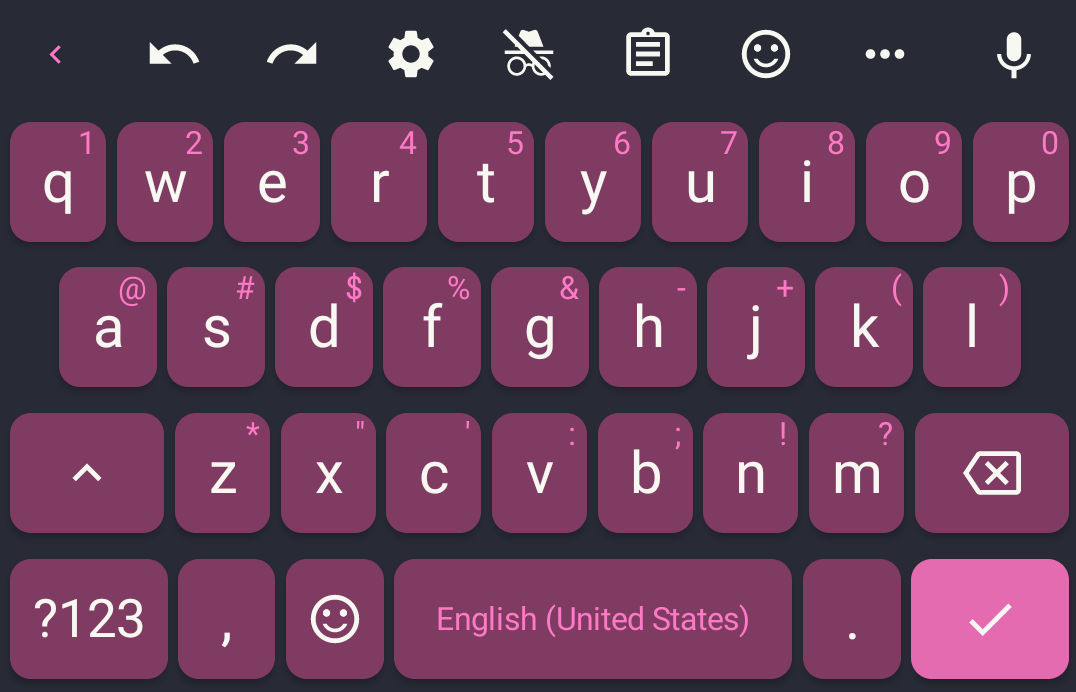 1 2 3 4 5 6 7 8 9 0
q w e r t y u i o p
@ # $ % & - + ( )
a s d f g h j k l
* " ' : ; ! ?
z x c v b n m
?123 , English (United States) .